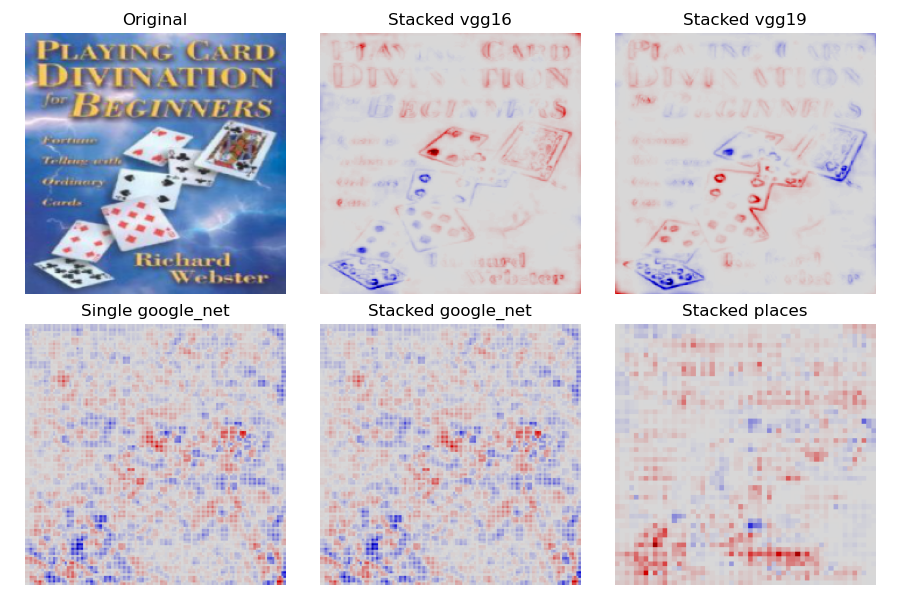 Original
Stacked vgg16
Stacked vgg19
PLAYING CARD
DIVINATION
for BEGINNERS
Fortune
Telling with
Ordinary
Cards
Richard
Webster
Single google_net
Stacked google_net
Stacked places